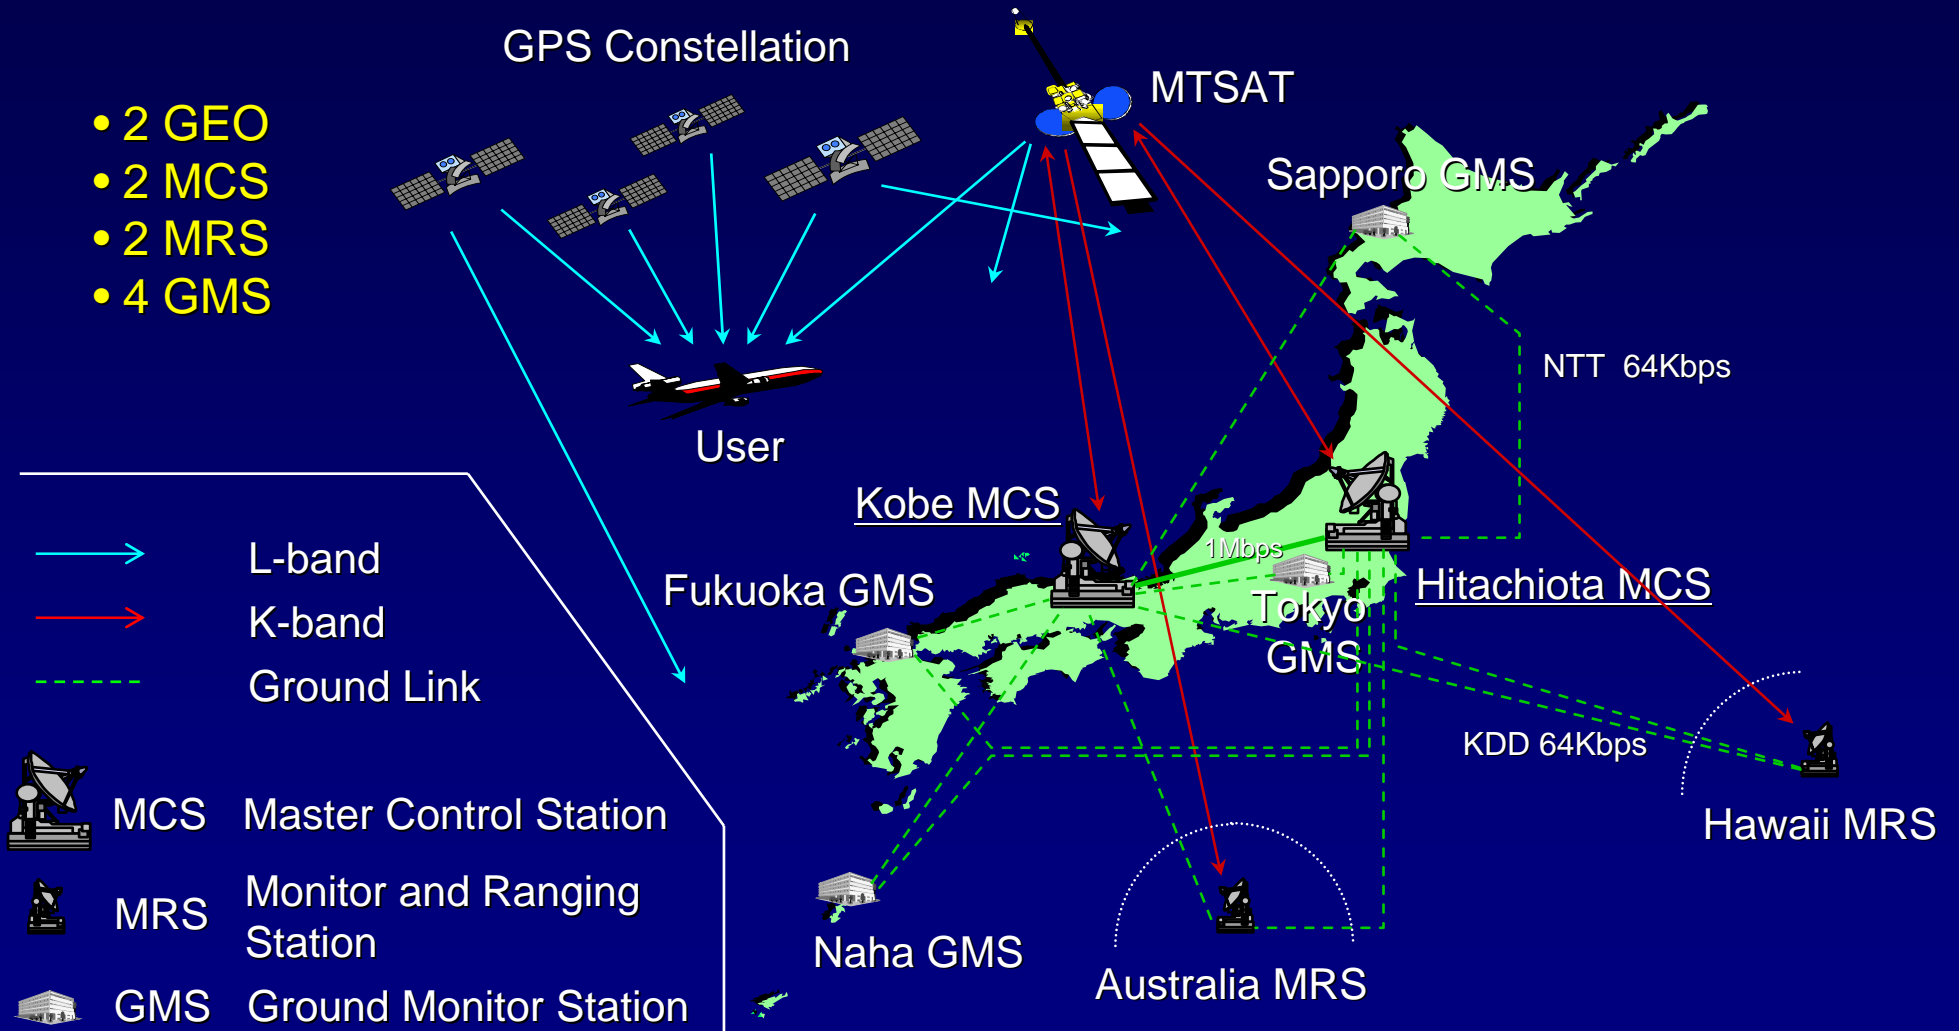 GPS Constellation
MTSAT
• 2 GEO
• 2 MCS
• 2 MRS
• 4 GMS
Sapporo GMS
NTT 64Kbps
User
Kobe MCS
1Mbps
Fukuoka GMS
Hitachiota MCS
Tokyo
GMS
KDD 64Kbps
Hawaii MRS
Naha GMS
Australia MRS
L-band
K-band
Ground Link
MCS Master Control Station
MRS Monitor and Ranging
Station
GMS Ground Monitor Station